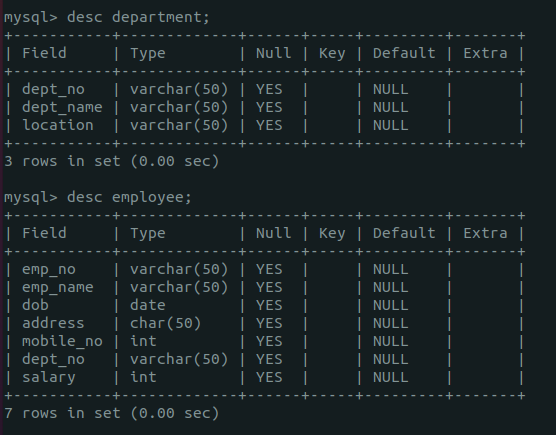 mysql> desc department;
+-----------+-------------+------+-----+---------+-------+
| Field     | Type        | Null | Key | Default | Extra |
+-----------+-------------+------+-----+---------+-------+
| dept_no   | varchar(50) | YES  |     | NULL    |       |
| dept_name | varchar(50) | YES  |     | NULL    |       |
| location  | varchar(50) | YES  |     | NULL    |       |
+-----------+-------------+------+-----+---------+-------+
3 rows in set (0.00 sec)
mysql> desc employee;
+-----------+-------------+------+-----+---------+-------+
| Field     | Type        | Null | Key | Default | Extra |
+-----------+-------------+------+-----+---------+-------+
| emp_no    | varchar(50) | YES  |     | NULL    |       |
| emp_name  | varchar(50) | YES  |     | NULL    |       |
| dob       | date        | YES  |     | NULL    |       |
| address   | char(50)    | YES  |     | NULL    |       |
| mobile_no | int         | YES  |     | NULL    |       |
| dept_no   | varchar(50) | YES  |     | NULL    |       |
| salary    | int         | YES  |     | NULL    |       |
+-----------+-------------+------+-----+---------+-------+
7 rows in set (0.00 sec)